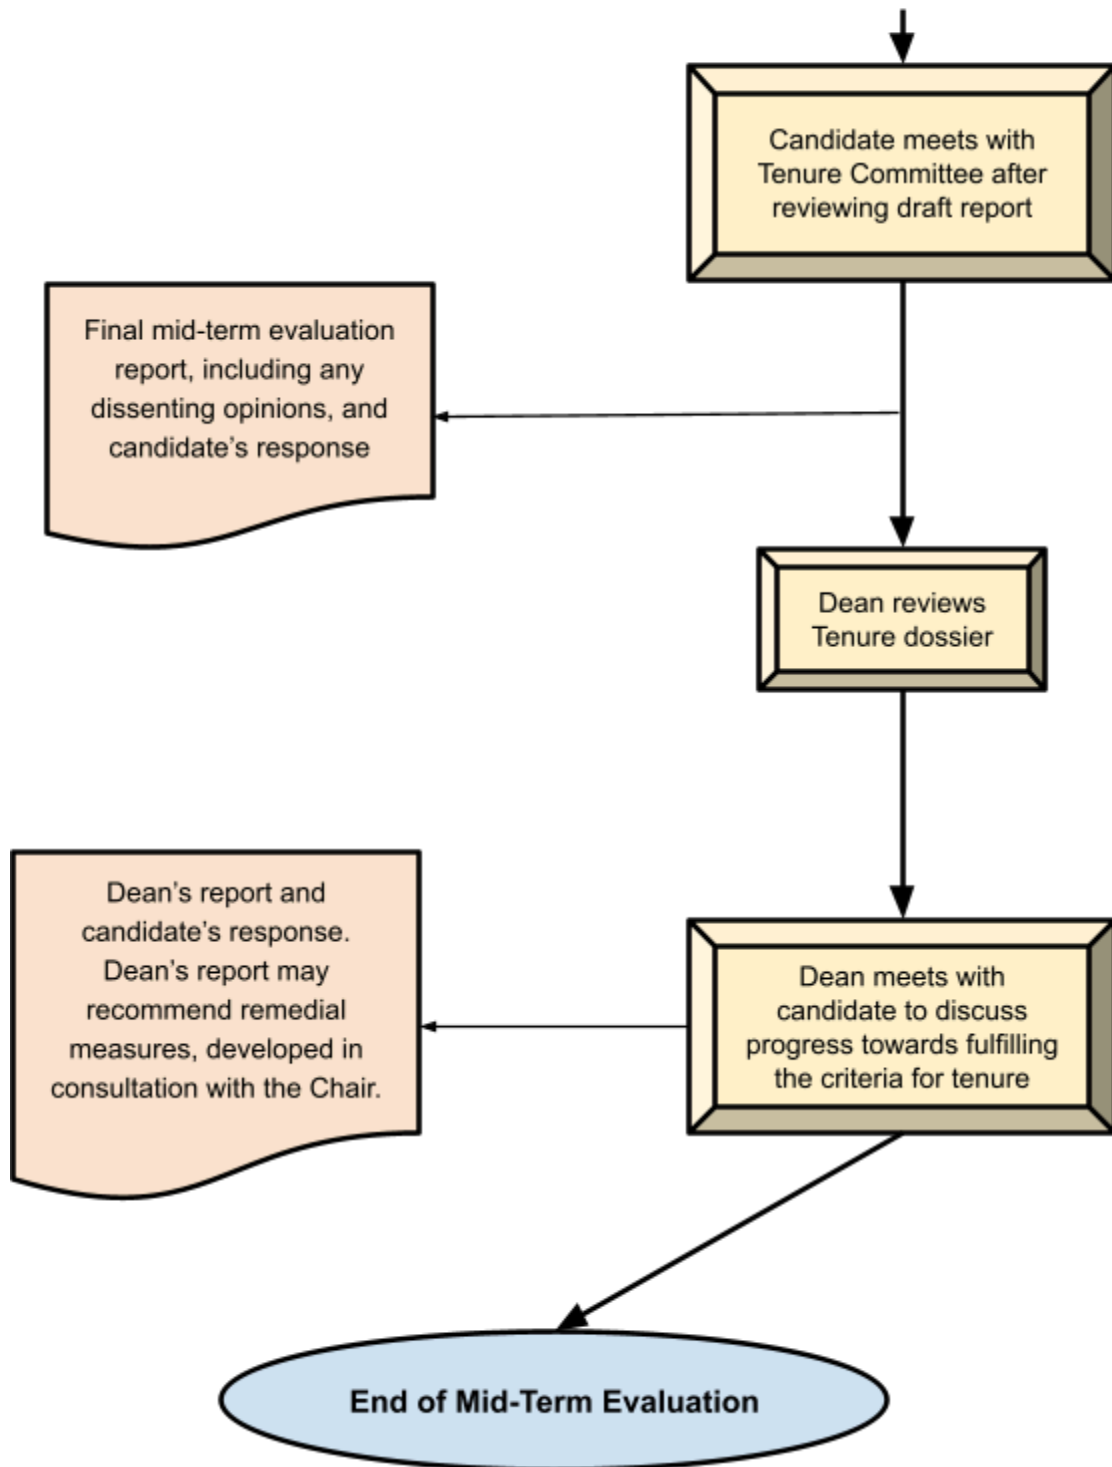 Candidate meets with
Tenure Committee after
reviewing draft report
Final mid-term evaluation
report, including any
dissenting opinions, and
candidate’s response
Dean reviews
Tenure dossier
Dean’s report and
candidate’s response.
Dean’s report may
recommend remedial
measures, developed in
consultation with the Chair.
Dean meets with
candidate to discuss
progress towards fulfilling
the criteria for tenure
End of Mid-Term Evaluation